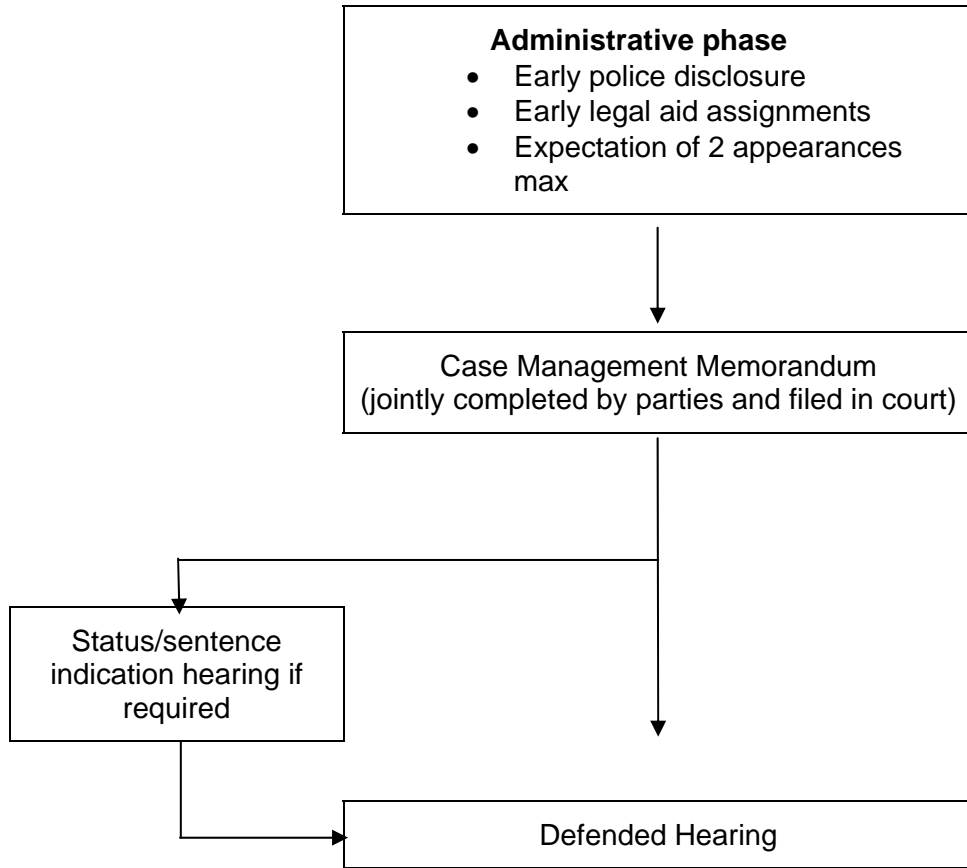 Administrative phase
• Early police disclosure
• Early legal aid assignments
• Expectation of 2 appearances
max
Case Management Memorandum
(jointly completed by parties and filed in court)
Status/sentence
indication hearing if
required
Defended Hearing